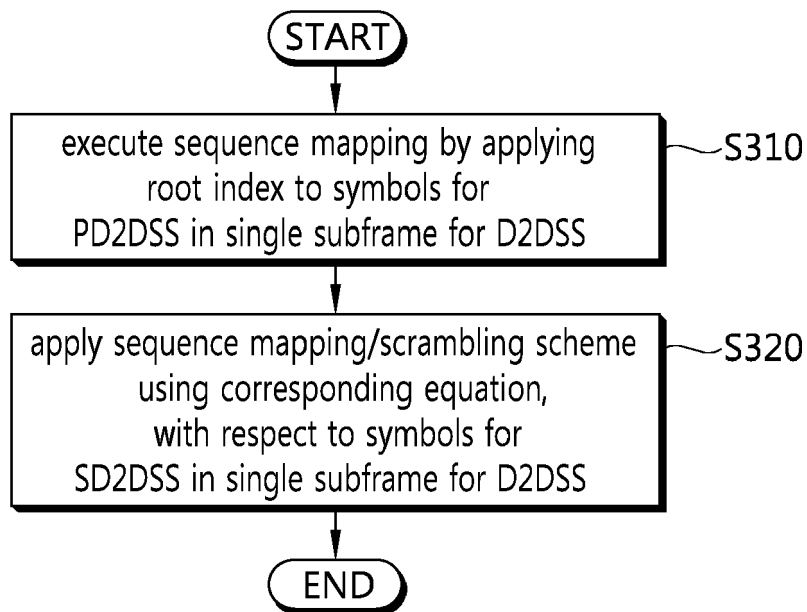 START
execute sequence mapping by applying
root index to symbols for
PD2DSS in single subframe for D2DSS
S310
apply sequence mapping/scrambling scheme
using corresponding equation,
with respect to symbols for
SD2DSS in single subframe for D2DSS
S320
END